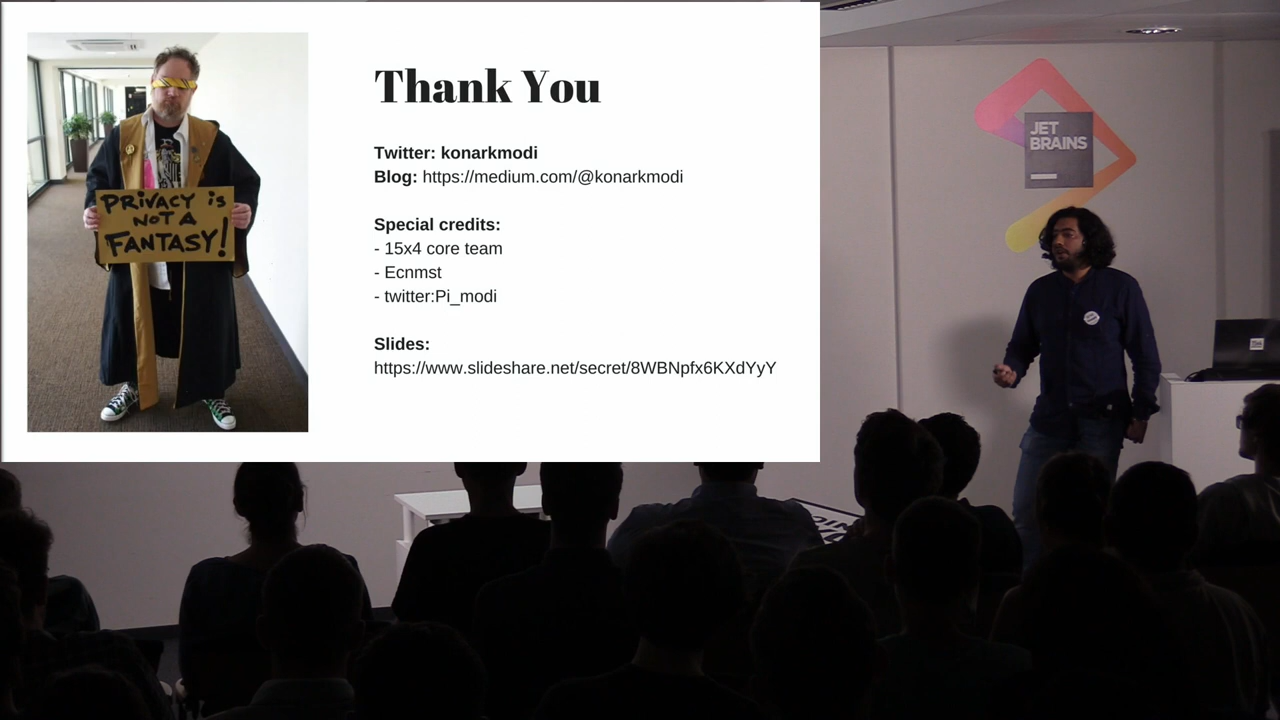 PRIVACY is
NOT A
FANTASY!
Thank You
Twitter: konarkmodi
Blog: https://medium.com/@konarkmodi
Special credits:
- 15x4 core team
- Ecnmst
- twitter:Pi_modi
Slides:
https://www.slideshare.net/secret/8WBNpfx6KXdYyY
JET
BRAINS